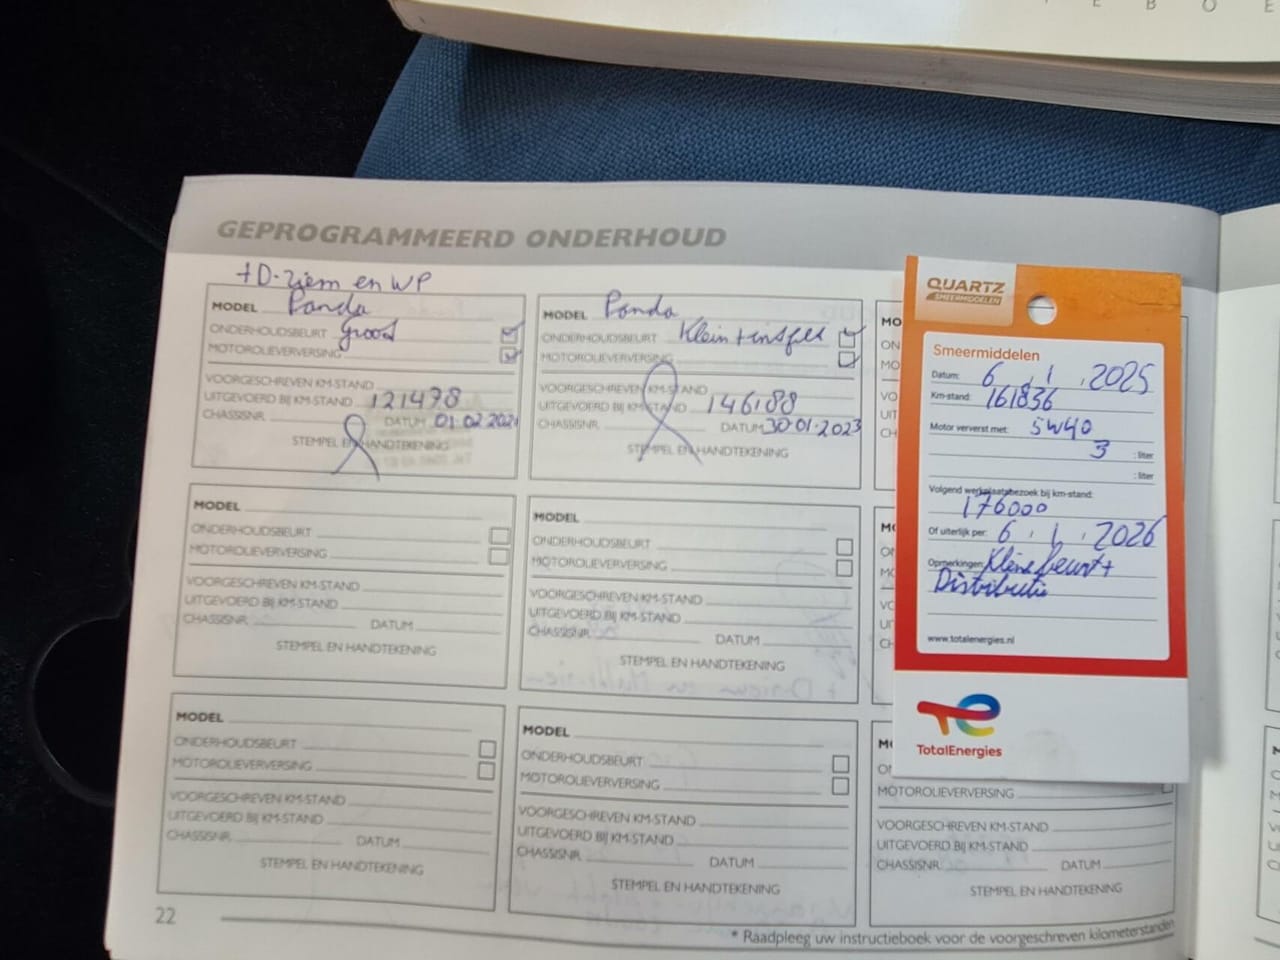 T E B O E
GEPROGRAMMEERD ONDERHOUD
+ D-riem en WP
MODEL Panda
ONDERHOUDSBEURT groot
MOTOROLIEVERVERSING
VOORGESCHREVEN KM-STAND
UITGEVOERD BIJ KM-STAND 121478
CHASSISNR. DATUM 01.02.2021
STEMPEL EN HANDTEKENING
MODEL Panda
ONDERHOUDSBEURT Klein + inspec
MOTOROLIEVERVERSING
VOORGESCHREVEN KM-STAND
UITGEVOERD BIJ KM-STAND 146188
CHASSISNR. DATUM 30.01.2023
STEMPEL EN HANDTEKENING
MO
ON
MO
VO
UIT
CH
QUARTZ
SMEERMIDDELEN
Smeermiddelen
Datum: 6 . 1 . 2025
Km-stand: 161836
Motor ververst met: 5W40
3 : liter
: liter
Volgend werkplaatsbezoek bij km-stand:
176000
Of uiterlijk per: 6 . 1 . 2026
Opmerkingen: Kleine beurt +
Distributie
www.totalenergies.nl
TotalEnergies
MODEL
ONDERHOUDSBEURT
MOTOROLIEVERVERSING
VOORGESCHREVEN KM-STAND
UITGEVOERD BIJ KM-STAND
CHASSISNR. DATUM
STEMPEL EN HANDTEKENING
MODEL
ONDERHOUDSBEURT
MOTOROLIEVERVERSING
VOORGESCHREVEN KM-STAND
UITGEVOERD BIJ KM-STAND
CHASSISNR. DATUM
STEMPEL EN HANDTEKENING
MODEL
ONDERHOUDSBEURT
MOTOROLIEVERVERSING
VOORGESCHREVEN KM-STAND
UITGEVOERD BIJ KM-STAND
CHASSISNR. DATUM
STEMPEL EN HANDTEKENING
MODEL
ONDERHOUDSBEURT
MOTOROLIEVERVERSING
VOORGESCHREVEN KM-STAND
UITGEVOERD BIJ KM-STAND
CHASSISNR. DATUM
STEMPEL EN HANDTEKENING
MOTOROLIEVERVERSING
VOORGESCHREVEN KM-STAND
UITGEVOERD BIJ KM-STAND
CHASSISNR. DATUM
STEMPEL EN HANDTEKENING
22
* Raadpleeg uw instructieboek voor de voorgeschreven kilometerstanden